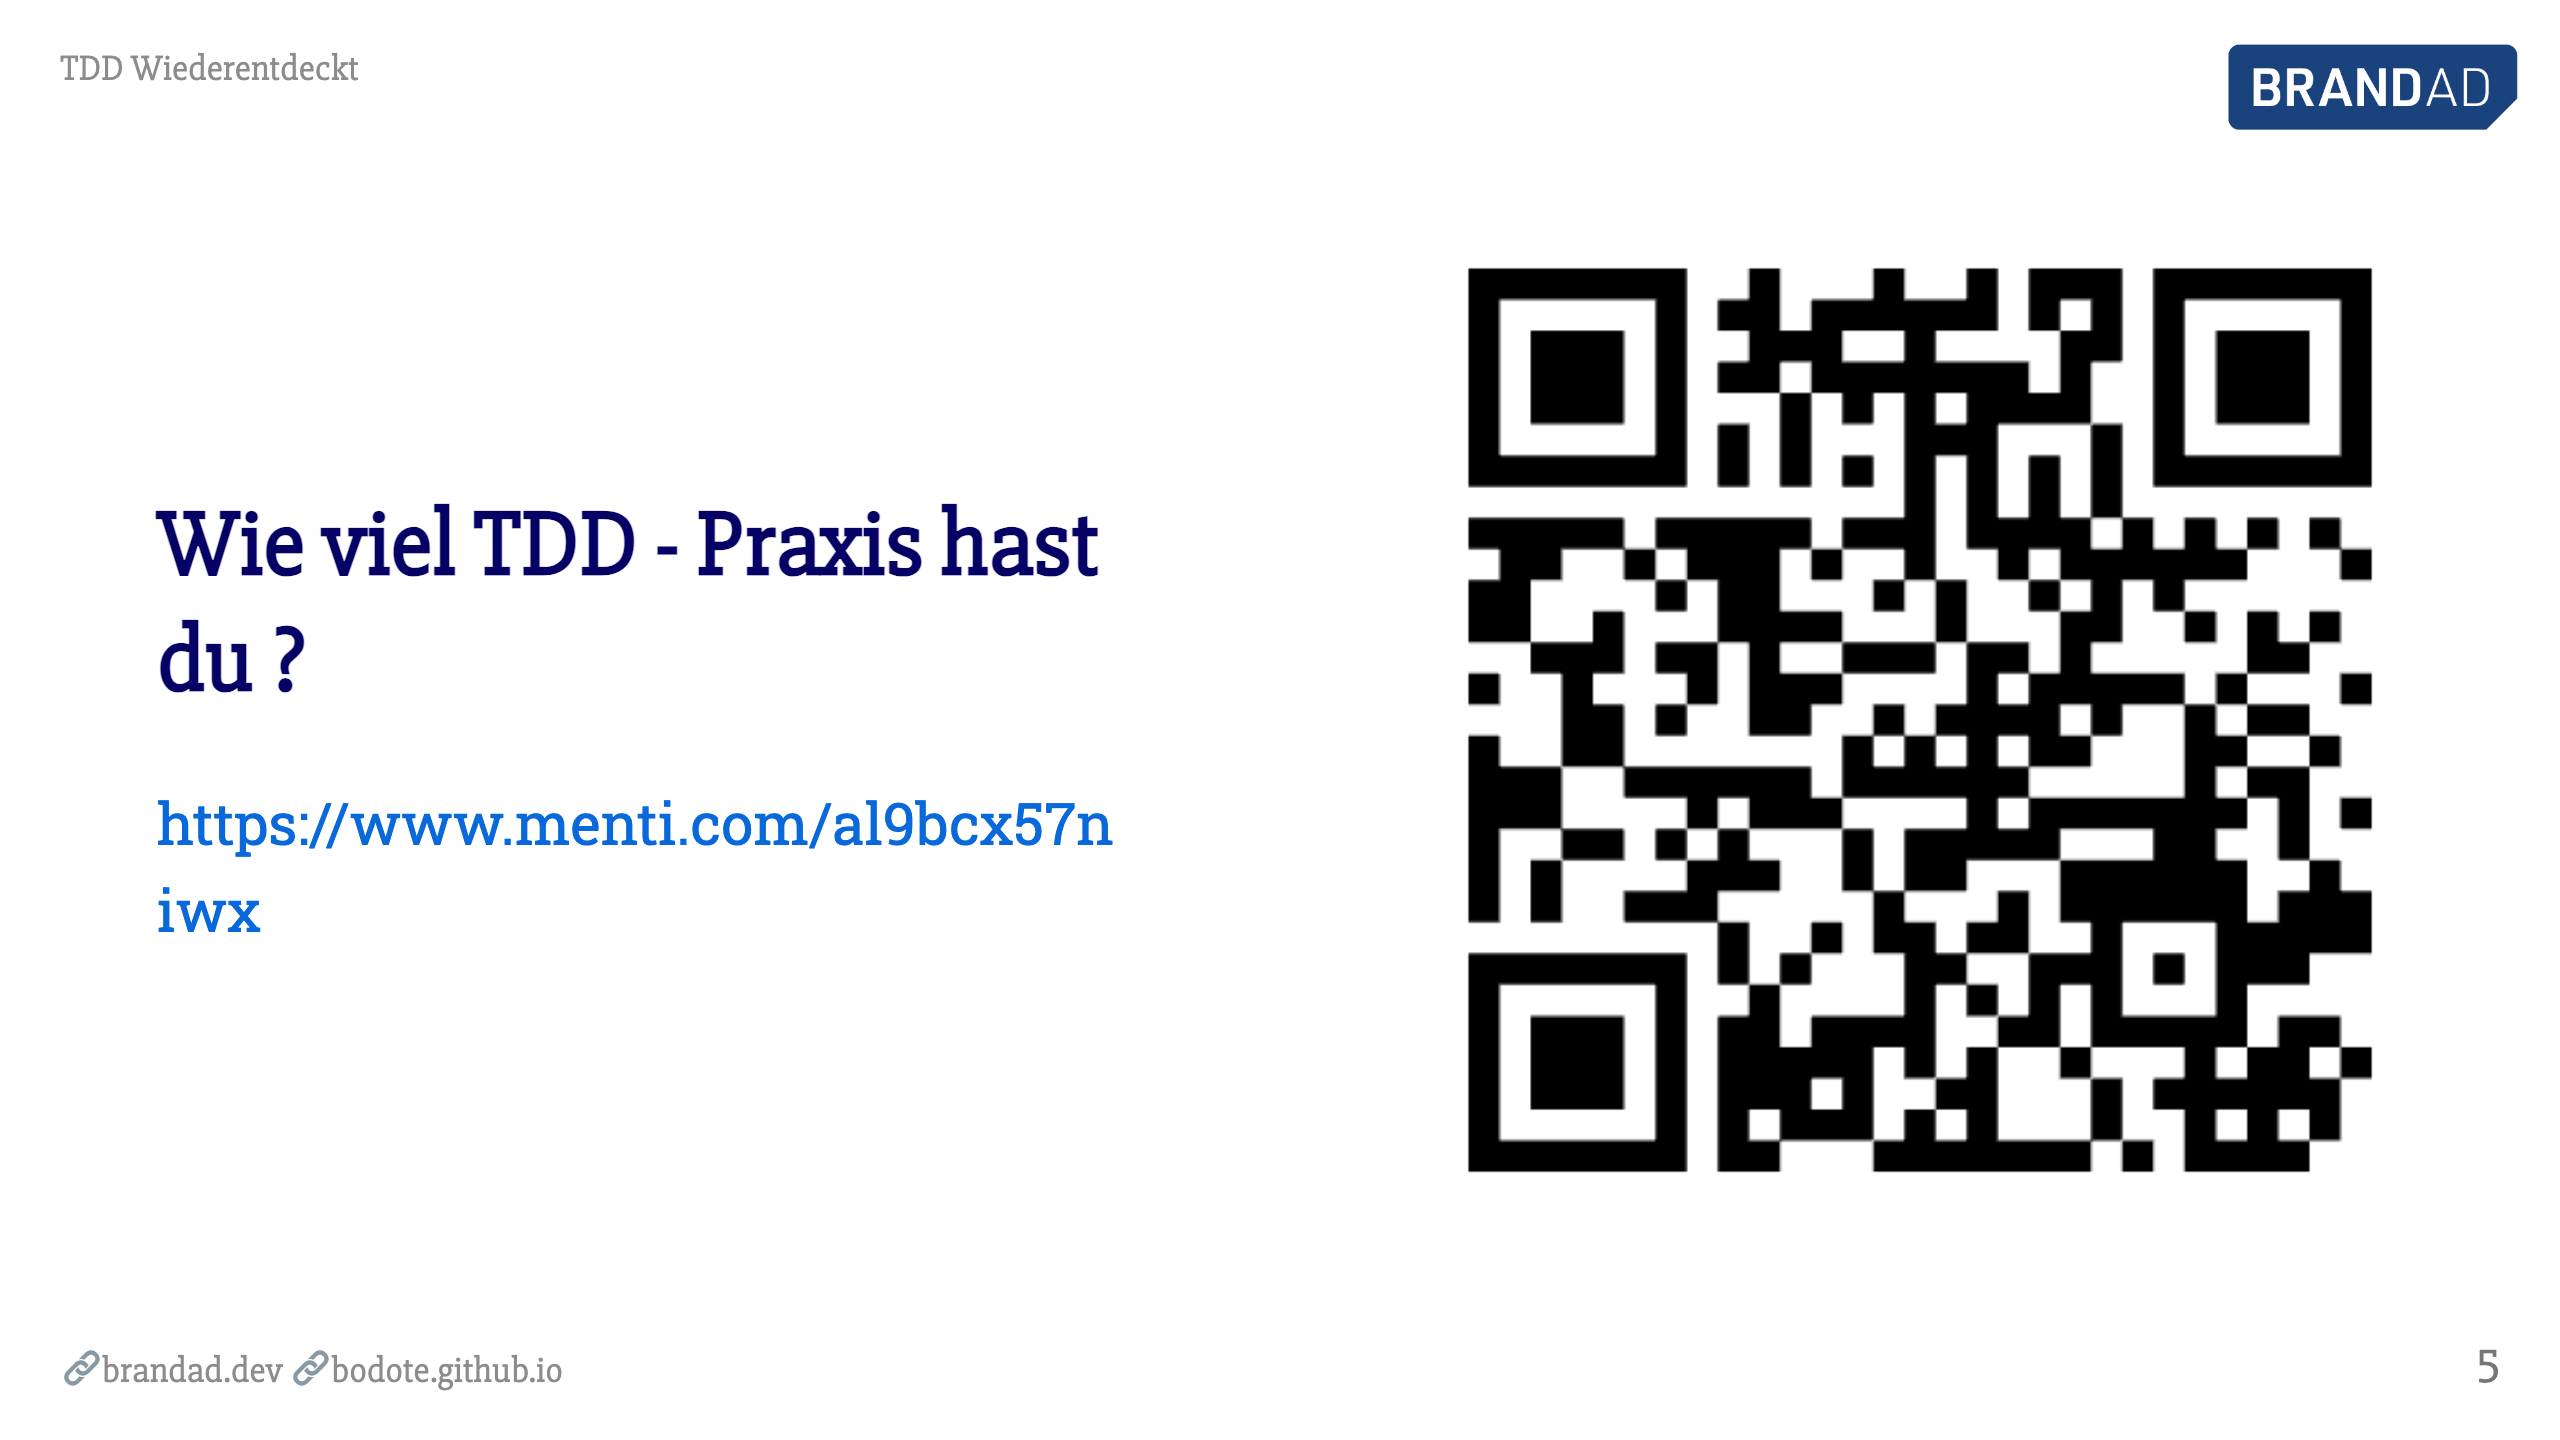 TDD Wiederentdeckt
BRANDAD
Wie viel TDD - Praxis hast
du ?
https://www.menti.com/al9bcx57n
iwx
🔗brandad.dev 🔗bodote.github.io
5